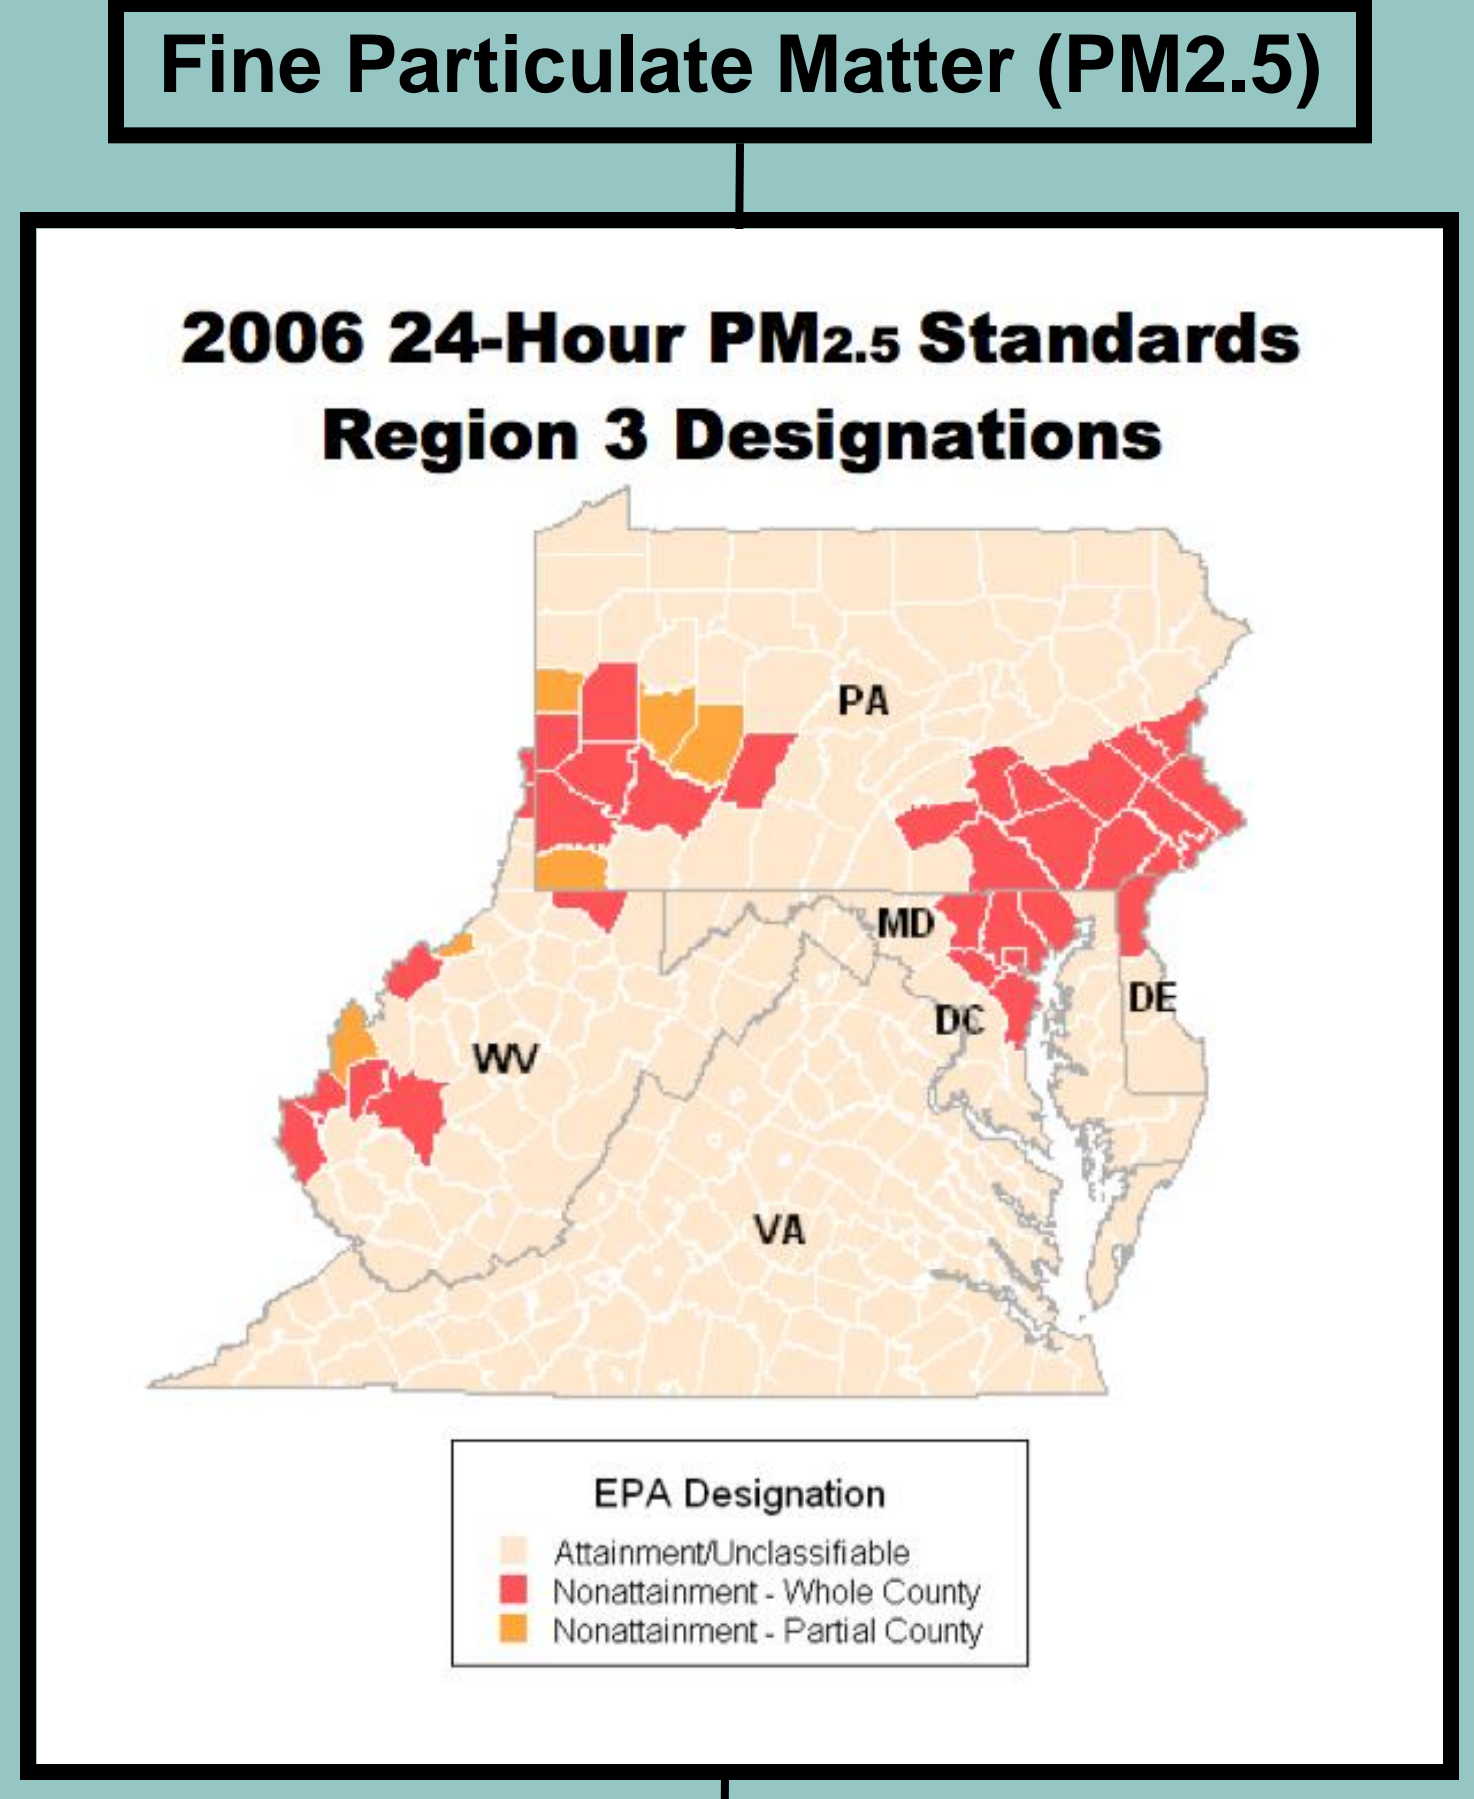 Fine Particulate Matter (PM2.5)
2006 24-Hour PM2.5 Standards
Region 3 Designations
PA
MD
DE
DC
WV
VA
EPA Designation
Attainment/Unclassifiable
Nonattainment - Whole County
Nonattainment - Partial County